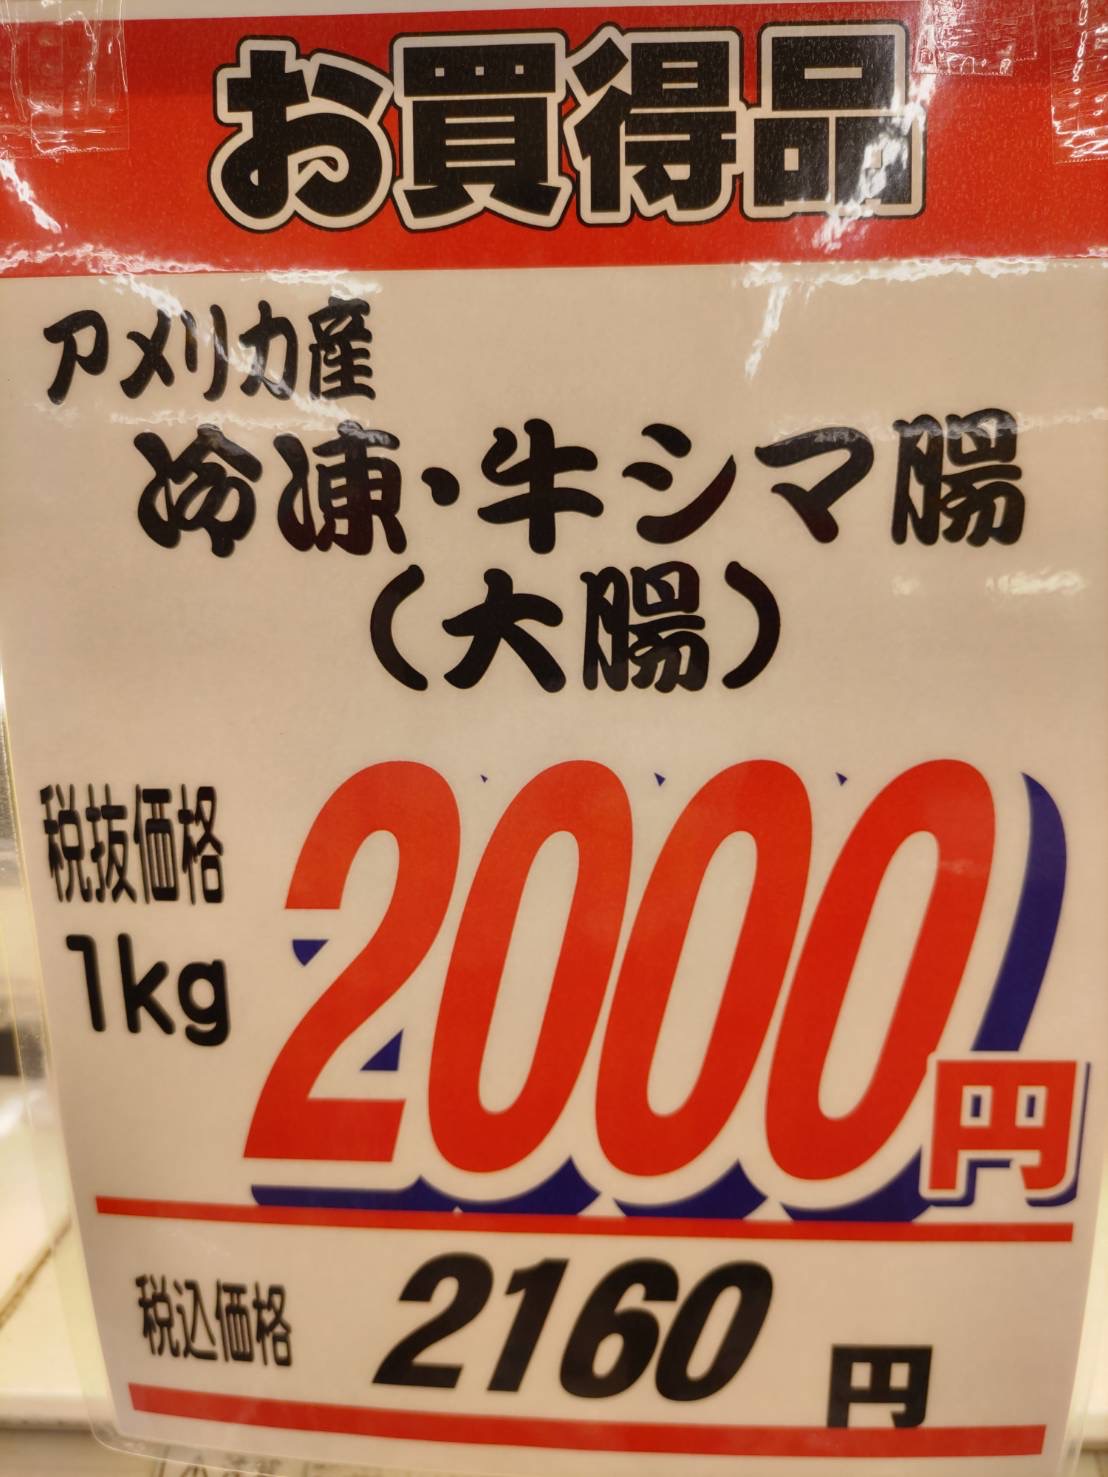 お買得品
アメリカ産
冷凍・牛シマ腸
(大腸)
税抜価格
1kg
2000円
税込価格 2160円